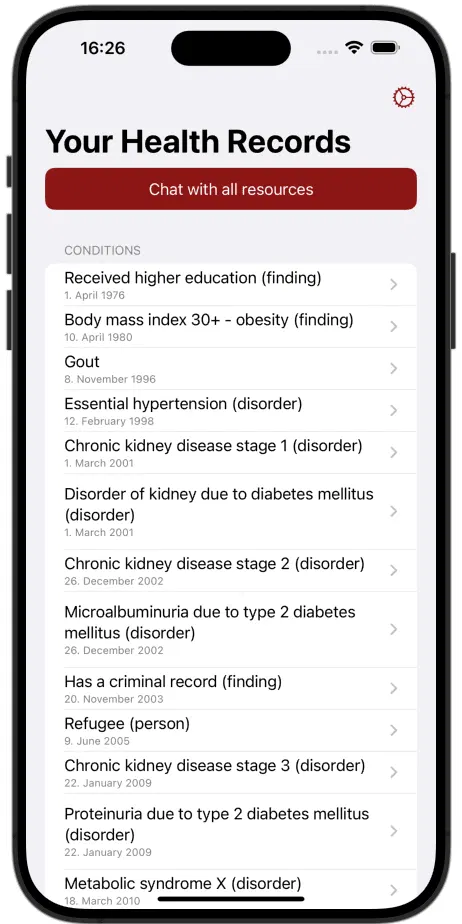 16:26
Your Health Records
Chat with all resources
CONDITIONS
Received higher education (finding)
1. April 1976
Body mass index 30+ - obesity (finding)
10. April 1980
Gout
8. November 1996
Essential hypertension (disorder)
12. February 1998
Chronic kidney disease stage 1 (disorder)
1. March 2001
Disorder of kidney due to diabetes mellitus
(disorder)
1. March 2001
Chronic kidney disease stage 2 (disorder)
26. December 2002
Microalbuminuria due to type 2 diabetes
mellitus (disorder)
26. December 2002
Has a criminal record (finding)
20. November 2003
Refugee (person)
9. June 2005
Chronic kidney disease stage 3 (disorder)
22. January 2009
Proteinuria due to type 2 diabetes mellitus
(disorder)
22. January 2009
Metabolic syndrome X (disorder)
18. March 2010